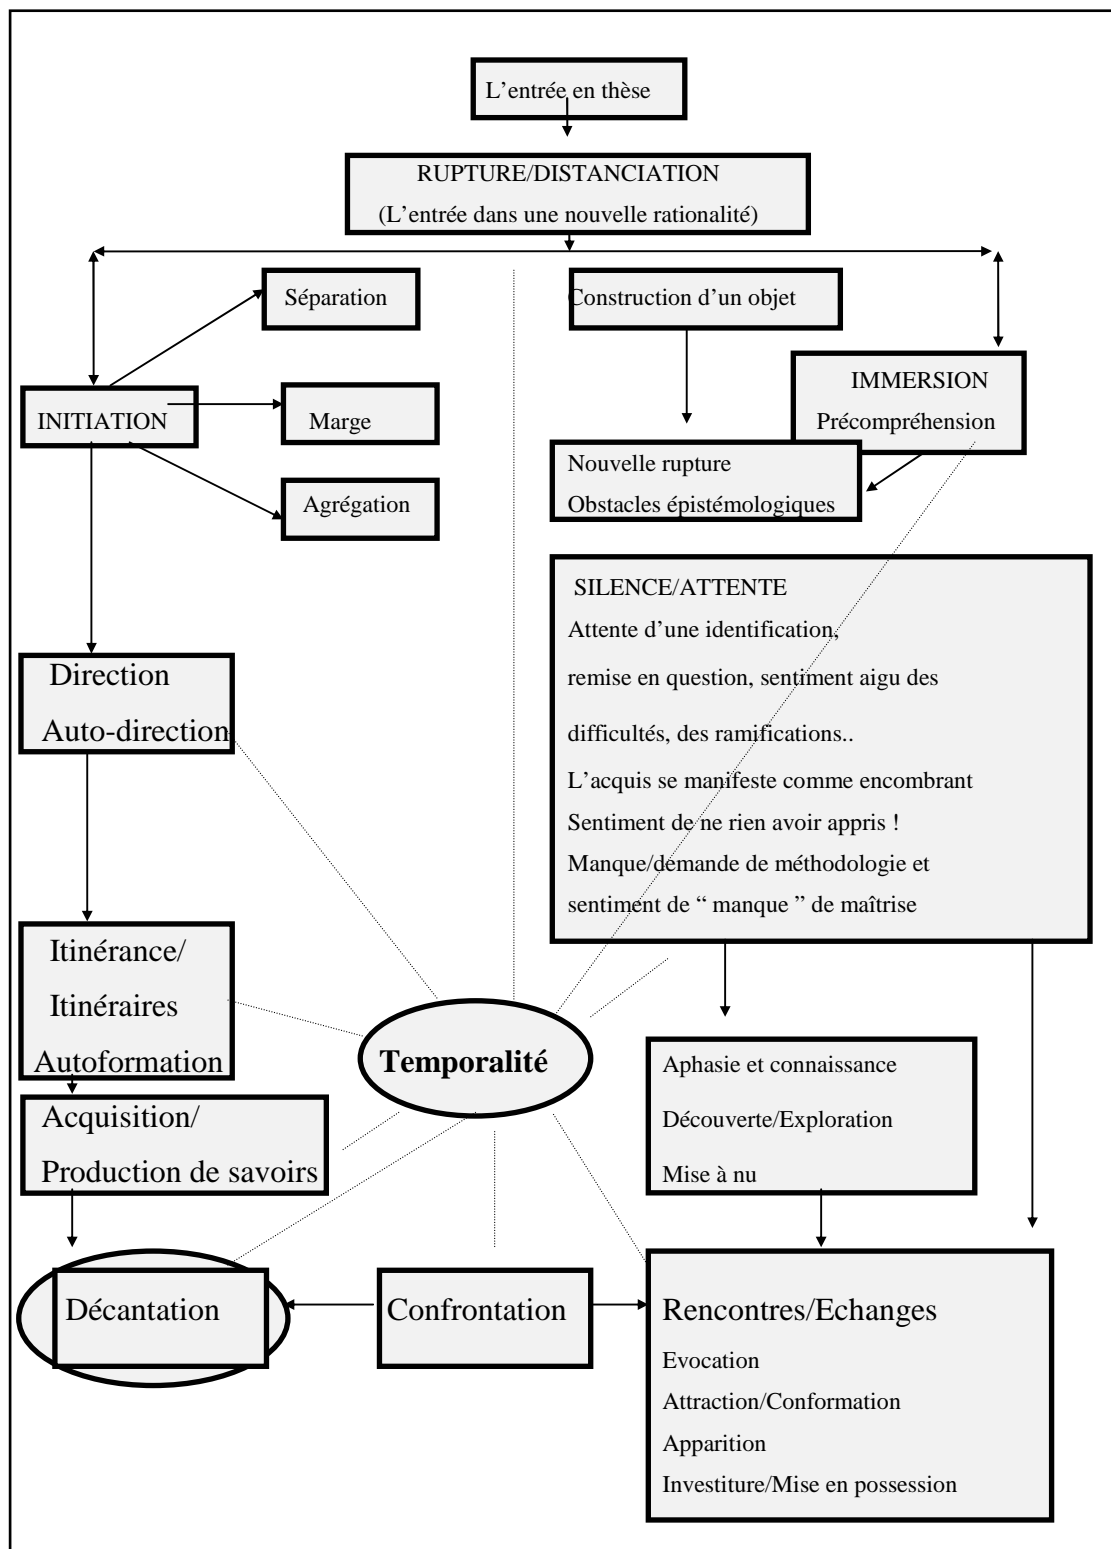 L'entrée en thèse
RUPTURE/DISTANCIATION
(L'entrée dans une nouvelle rationalité)
Séparation
Construction d'un objet
IMMERSION
Précompréhension
INITIATION
Marge
Nouvelle rupture
Obstacles épistémologiques
Agrégation
SILENCE/ATTENTE
Attente d'une identification,
remise en question, sentiment aigu des
difficultés, des ramifications..
L'acquis se manifeste comme encombrant
Sentiment de ne rien avoir appris !
Manque/demande de méthodologie et
sentiment de “ manque ” de maîtrise
Direction
Auto-direction
Itinérance/
Itinéraires
Autoformation
Temporalité
Aphasie et connaissance
Découverte/Exploration
Mise à nu
Acquisition/
Production de savoirs
Décantation
Confrontation
Rencontres/Echanges
Evocation
Attraction/Conformation
Apparition
Investiture/Mise en possession